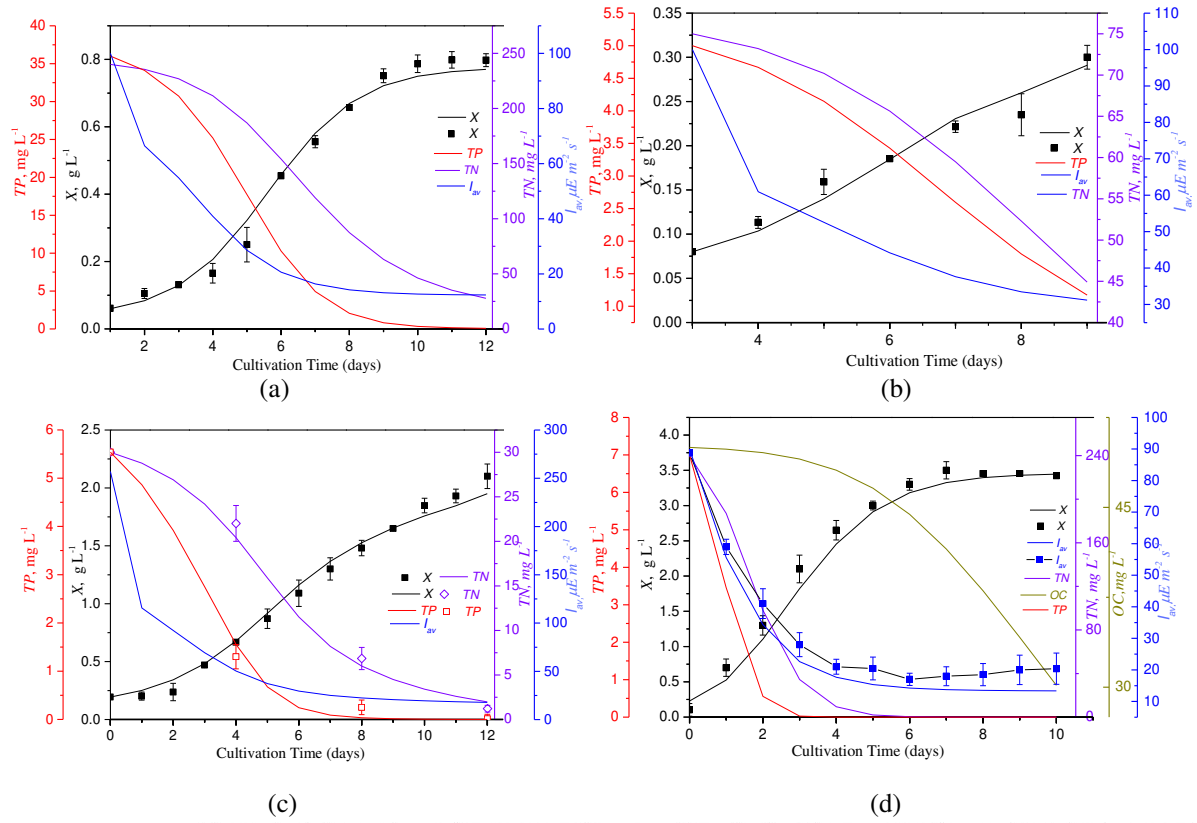 TP, mg L⁻¹
40
35
30
25
20
15
10
5
0
X, g L⁻¹
0.8
0.6
0.4
0.2
0.0
X
X
TP
TN
I_av
TN, mg L⁻¹
250
200
150
100
50
0
I_av, µE m⁻² s⁻¹
100
80
60
40
20
0
2 4 6 8 10 12
Cultivation Time (days)
(a)
TP, mg L⁻¹
5.5
5.0
4.5
4.0
3.5
3.0
2.5
2.0
1.5
1.0
X, g L⁻¹
0.35
0.30
0.25
0.20
0.15
0.10
0.05
0.00
X
X
TP
I_av
TN
TN, mg L⁻¹
75
70
65
60
55
50
45
40
I_av, µE m⁻² s⁻¹
110
100
90
80
70
60
50
40
30
4 6 8
Cultivation Time (days)
(b)
TP, mg L⁻¹
6
5
4
3
2
1
0
X, g L⁻¹
2.5
2.0
1.5
1.0
0.5
0.0
X TN
X TN
TP TP
I_av
TN, mg L⁻¹
30
25
20
15
10
5
0
I_av, µE m⁻² s⁻¹
300
250
200
150
100
50
0
0 2 4 6 8 10 12
Cultivation Time (days)
(c)
TP, mg L⁻¹
8
7
6
5
4
3
2
1
0
X, g L⁻¹
4.0
3.5
3.0
2.5
2.0
1.5
1.0
0.5
0.0
X
X
I_av
I_av
TN
OC
TP
TN, mg L⁻¹
240
160
80
0
OC, mg L⁻¹
45
30
I_av, µE m⁻² s⁻¹
100
90
80
70
60
50
40
30
20
10
0 2 4 6 8 10
Cultivation Time (days)
(d)